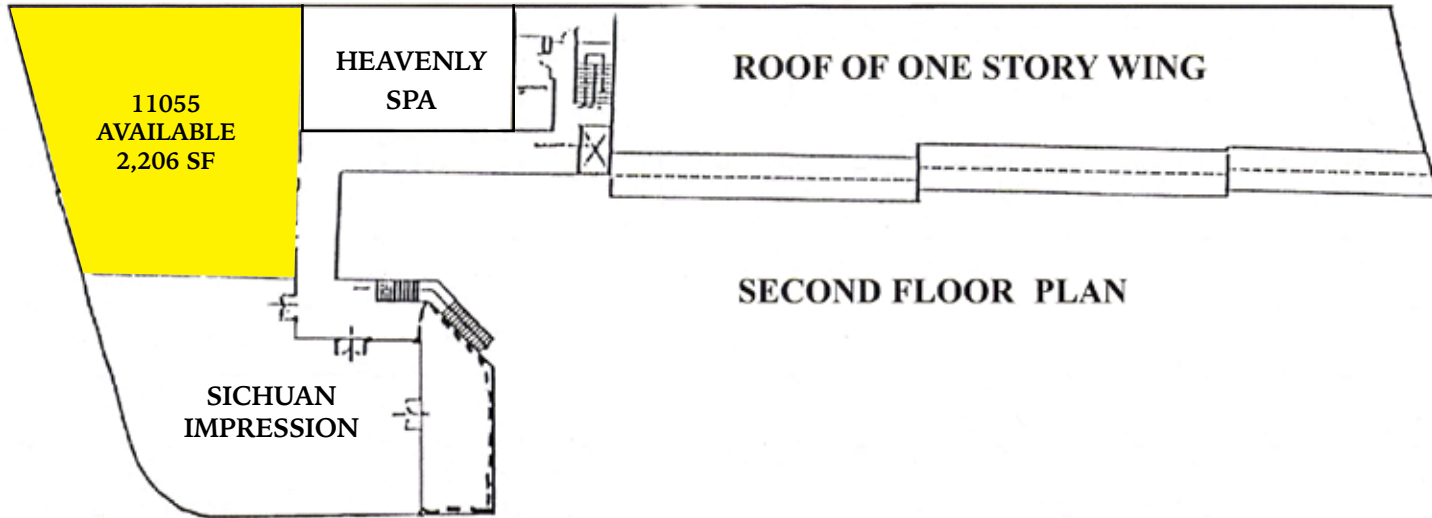 11055
AVAILABLE
2,206 SF
HEAVENLY
SPA
ROOF OF ONE STORY WING
SECOND FLOOR PLAN
SICHUAN
IMPRESSION